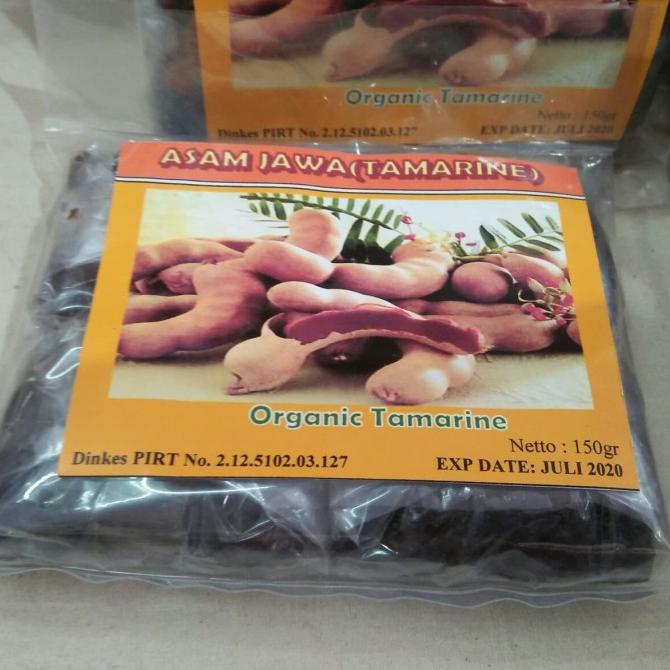 Organic Tamarine
Netto : 150gr
Dinkes PIRT No. 2.12.5102.03.127
EXP DATE: JULI 2020
ASAM JAWA(TAMARINE)
Organic Tamarine
Netto : 150gr
Dinkes PIRT No. 2.12.5102.03.127
EXP DATE: JULI 2020